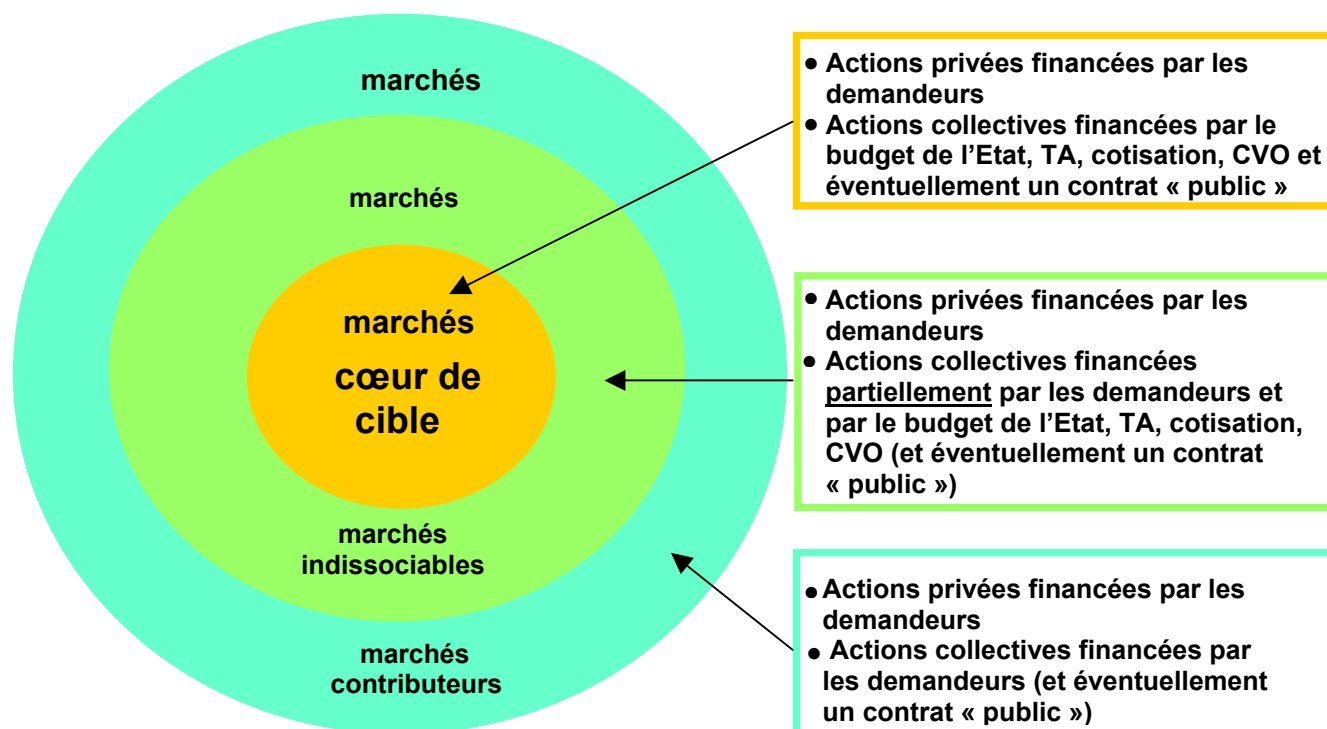 marchés
marchés
marchés
cœur de
cible
marchés
indissociables
marchés
contributeurs
• Actions privées financées par les
demandeurs
• Actions collectives financées par le
budget de l’Etat, TA, cotisation, CVO et
éventuellement un contrat « public »
• Actions privées financées par les
demandeurs
• Actions collectives financées
partiellement par les demandeurs et
par le budget de l’Etat, TA, cotisation,
CVO (et éventuellement un contrat
« public »)
• Actions privées financées par les
demandeurs
• Actions collectives financées par
les demandeurs (et éventuellement
un contrat « public »)